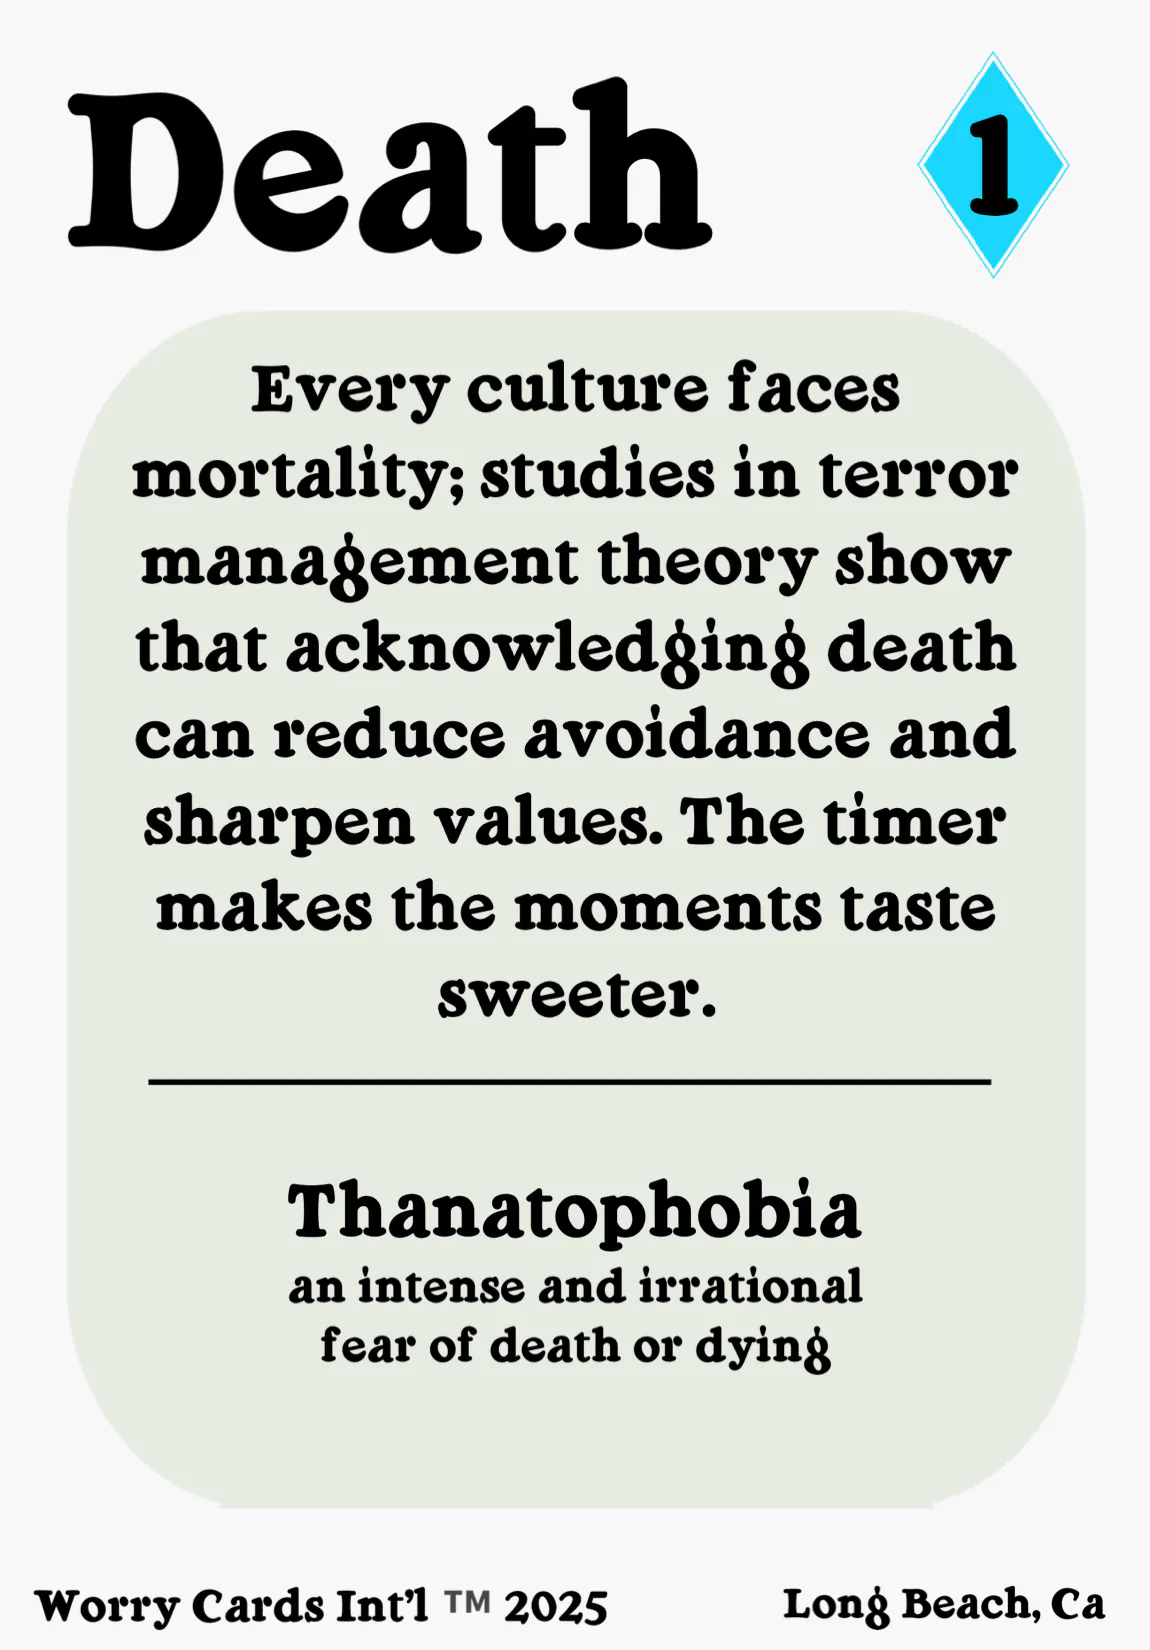 Death
1
Every culture faces
mortality; studies in terror
management theory show
that acknowledging death
can reduce avoidance and
sharpen values. The timer
makes the moments taste
sweeter.
Thanatophobia
an intense and irrational
fear of death or dying
Worry Cards Int'l ™ 2025
Long Beach, Ca